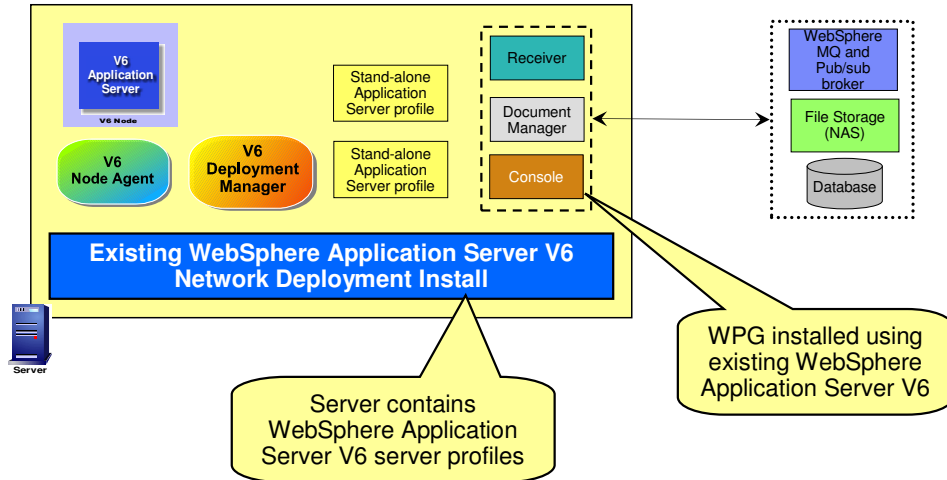 V6
Application
Server
V6 Node
V6
Node Agent
V6
Deployment
Manager
Stand-alone
Application
Server profile
Stand-alone
Application
Server profile
Receiver
Document
Manager
Console
WebSphere
MQ and
Pub/sub
broker
File Storage
(NAS)
Database
Existing WebSphere Application Server V6
Network Deployment Install
Server
Server contains
WebSphere Application
Server V6 server profiles
WPG installed using
existing WebSphere
Application Server V6